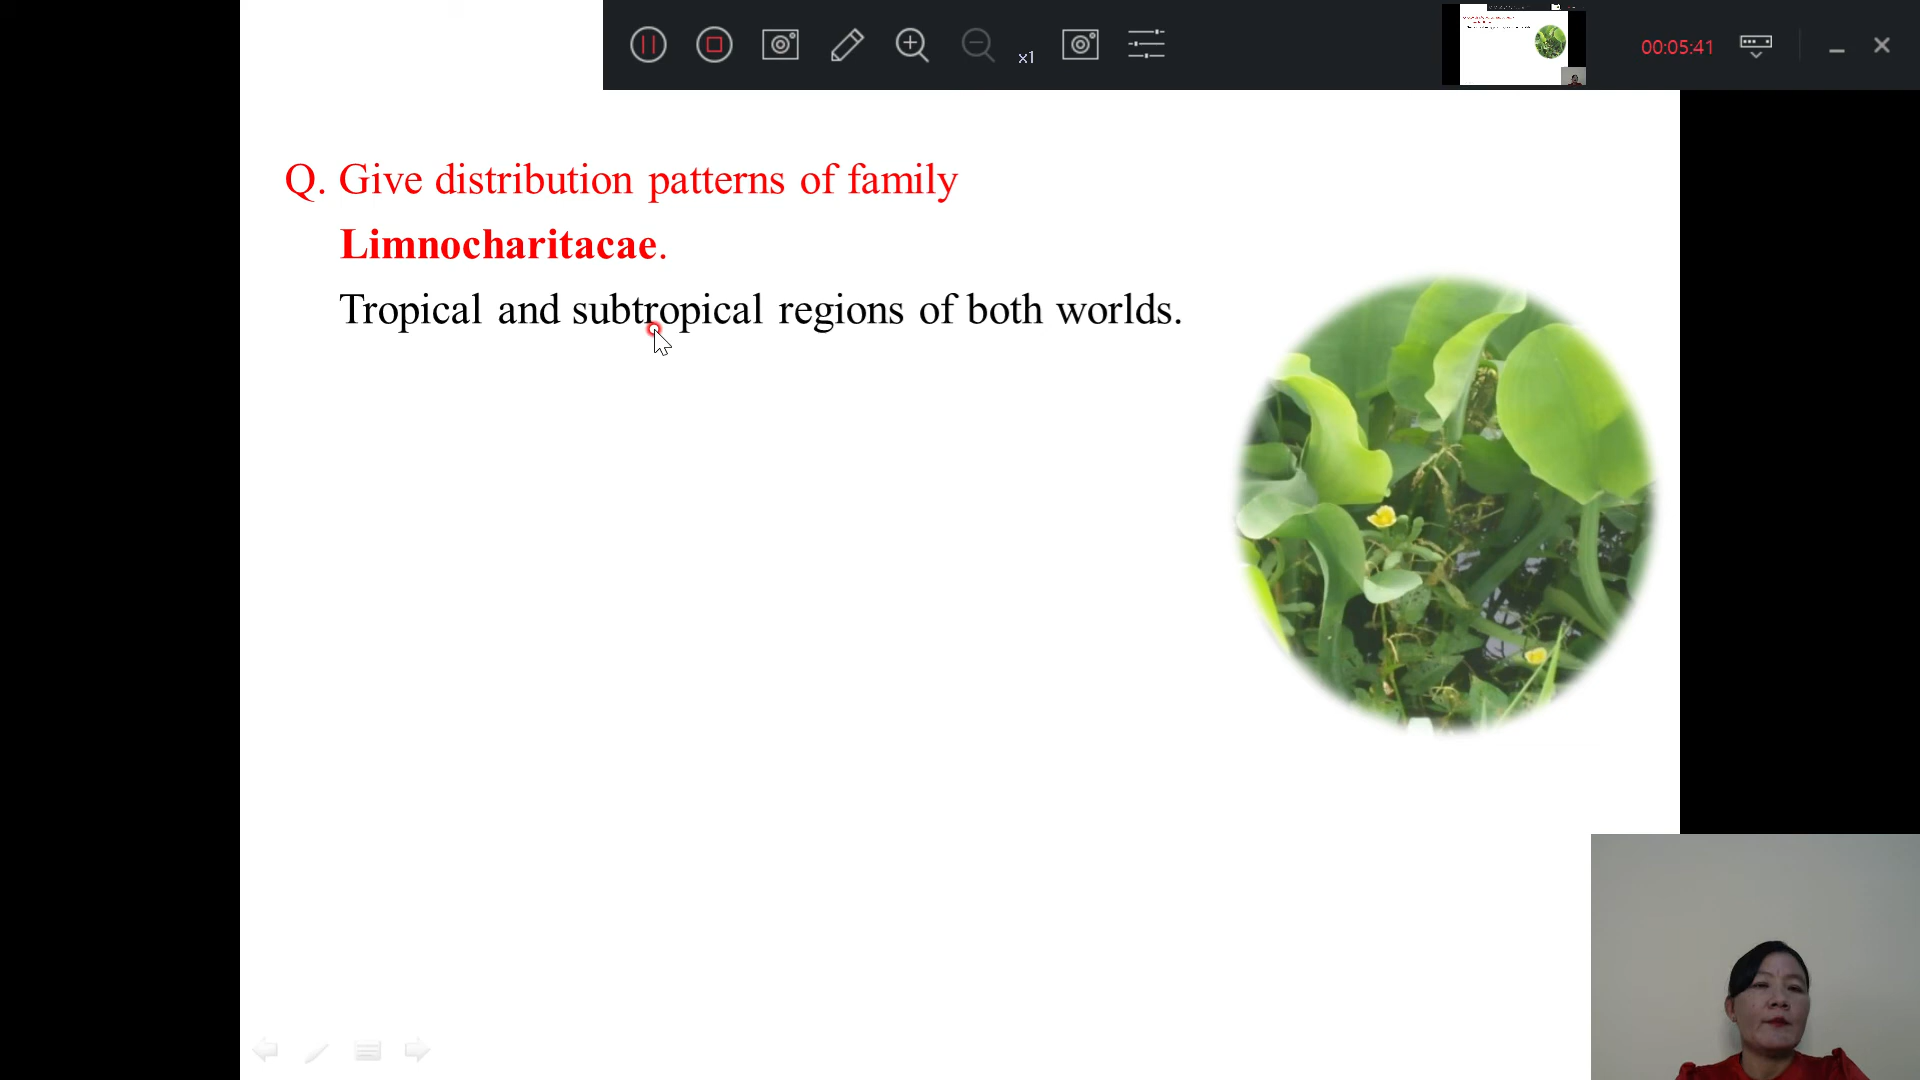 x1
00:05:41
Q. Give distribution patterns of family
Limnocharitacae.
Tropical and subtropical regions of both worlds.